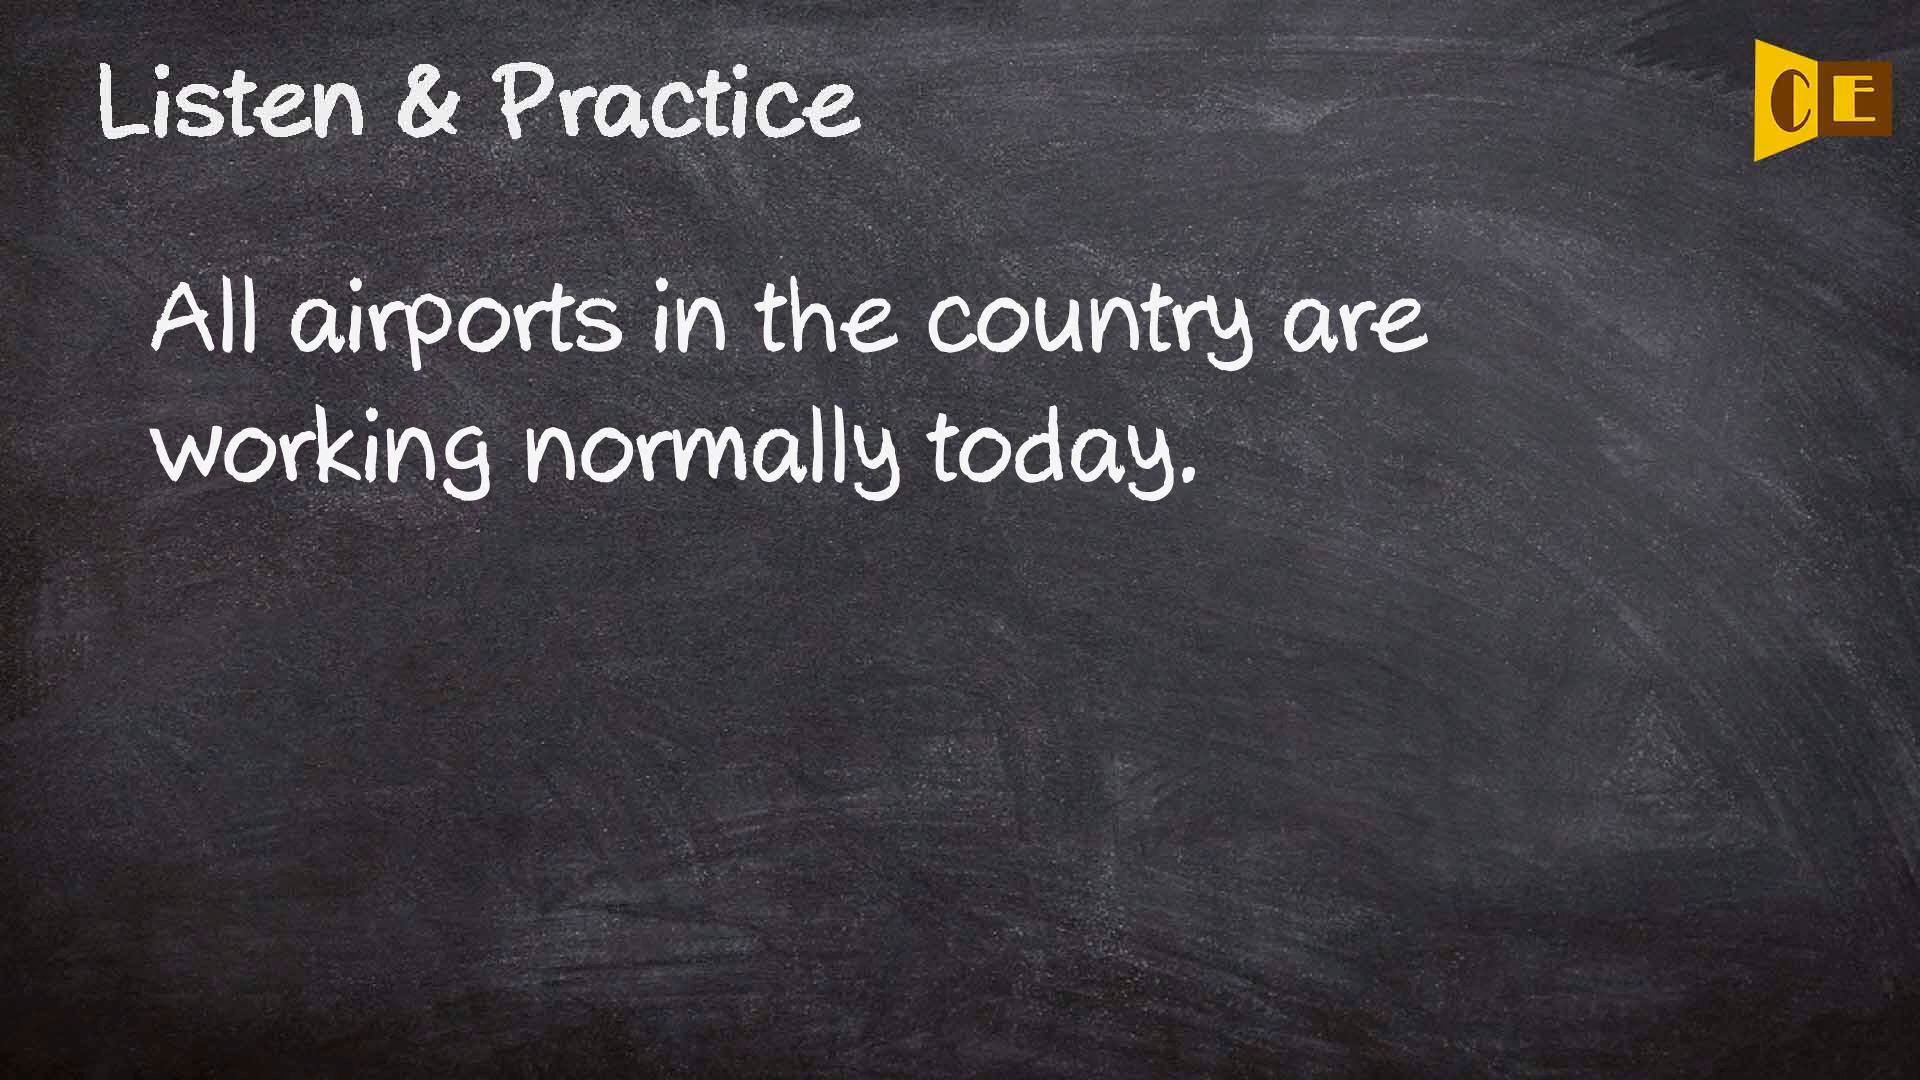 Listen & Practice
CE
All airports in the country are
working normally today.